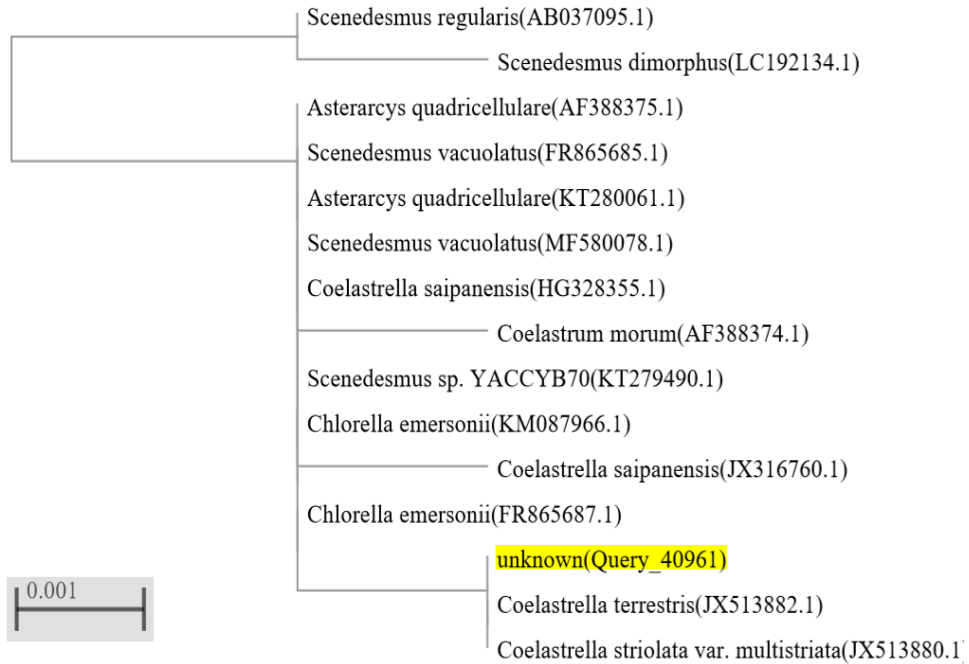 Scenedesmus regularis(AB037095.1)
Scenedesmus dimorphus(LC192134.1)
Asterarcys quadricellulare(AF388375.1)
Scenedesmus vacuolatus(FR865685.1)
Asterarcys quadricellulare(KT280061.1)
Scenedesmus vacuolatus(MF580078.1)
Coelastrella saipanensis(HG328355.1)
Coelastrum morum(AF388374.1)
Scenedesmus sp. YACCYB70(KT279490.1)
Chlorella emersonii(KM087966.1)
Coelastrella saipanensis(JX316760.1)
Chlorella emersonii(FR865687.1)
unknown(Query_40961)
0.001
Coelastrella terrestris(JX513882.1)
Coelastrella striolata var. multistriata(JX513880.1)